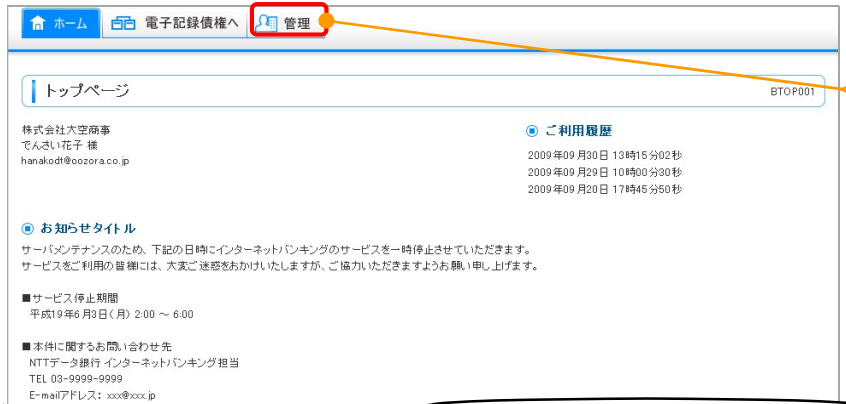 ホーム 電子記録債権へ 管理
トップページ BTOP001
株式会社大空商事
でんさい花子 様
hanakodt@oozora.co.jp
ご利用履歴
2009年09月30日 13時15分02秒
2009年09月29日 10時00分30秒
2009年09月20日 17時45分50秒
お知らせタイトル
サーバメンテナンスのため、下記の日時にインターネットバンキングのサービスを一時停止させていただきます。
サービスをご利用の皆様には、大変ご迷惑をおかけいたしますが、ご協力いただきますようお願い申し上げます。
■サービス停止期間
平成19年6月3日(月) 2:00 ～ 6:00
■本件に関するお問い合わせ先
NTTデータ銀行 インターネットバンキング担当
TEL 03-9999-9999
E-mailアドレス： xxx@xxx.jp